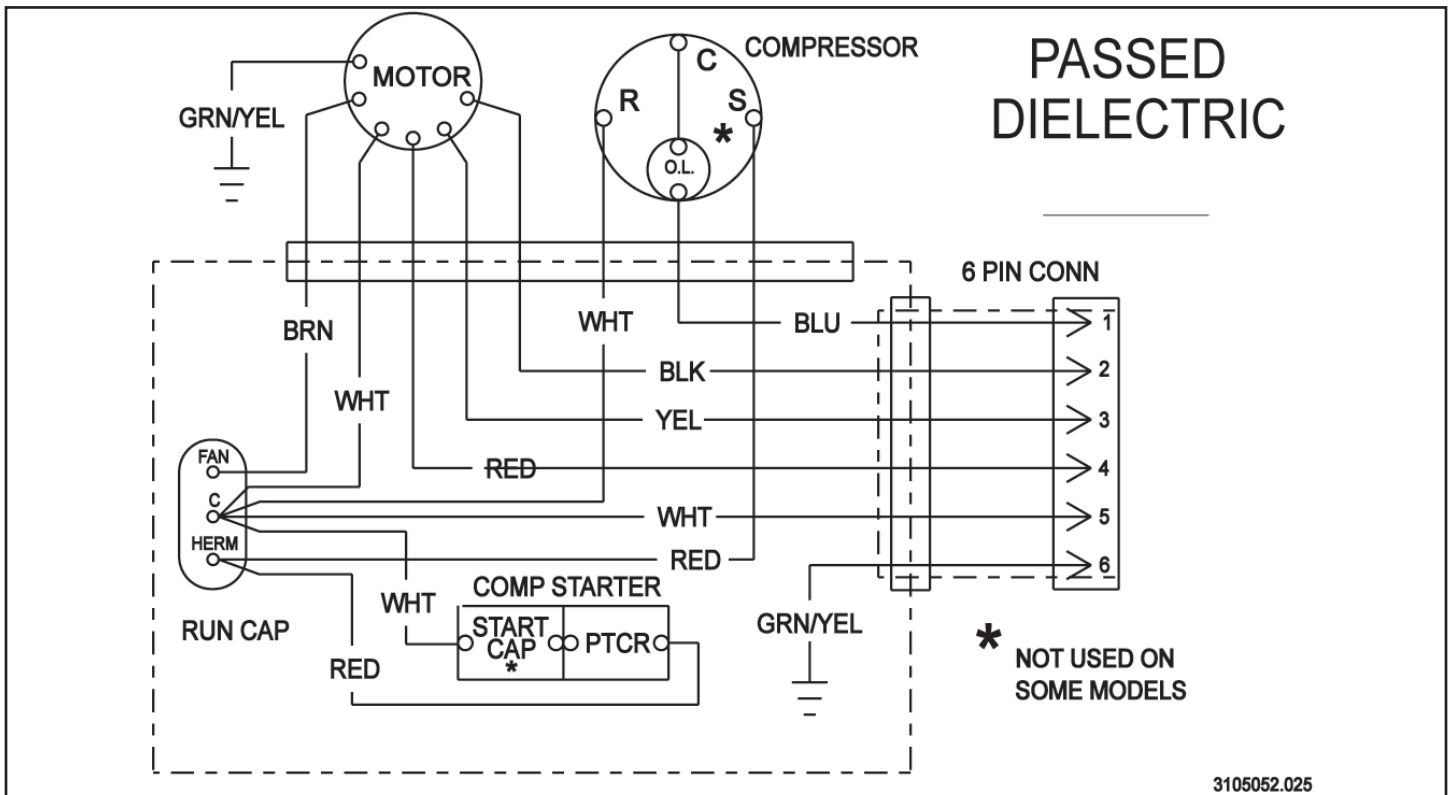 MOTOR
COMPRESSOR
PASSED
DIELECTRIC
C
R
S
*
O.L.
GRN/YEL
6 PIN CONN
BRN
WHT
BLU
1
BLK
2
WHT
YEL
3
FAN
RED
4
C
WHT
5
HERM
RED
6
COMP STARTER
WHT
START
CAP
*
PTCR
GRN/YEL
RUN CAP
RED
* NOT USED ON
SOME MODELS
3105052.025